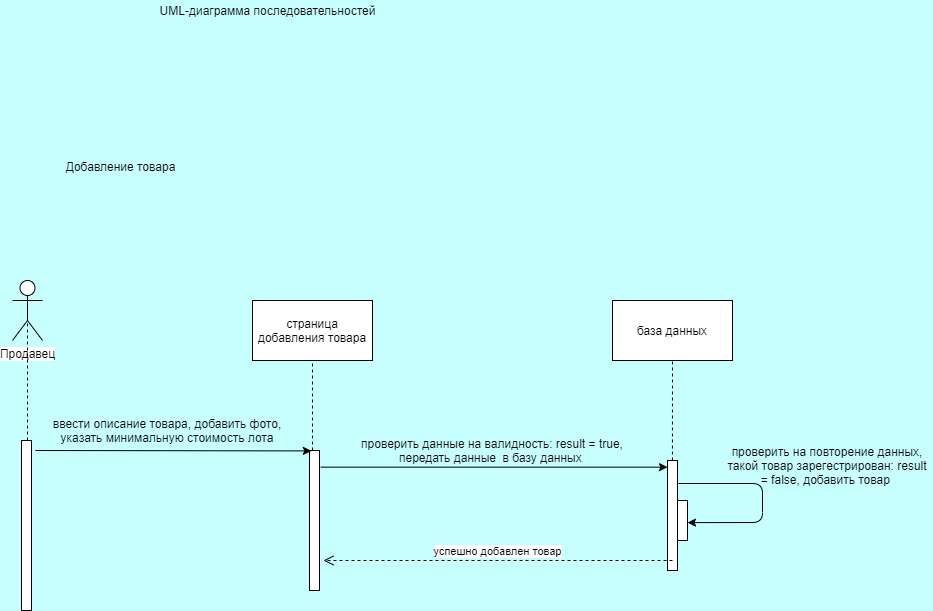 UML-диаграмма последовательностей
Добавление товара
Продавец
страница
добавления товара
база данных
ввести описание товара, добавить фото,
указать минимальную стоимость лота
проверить данные на валидность: result = true,
передать данные в базу данных
проверить на повторение данных,
такой товар зарегестрирован: result
= false, добавить товар
успешно добавлен товар